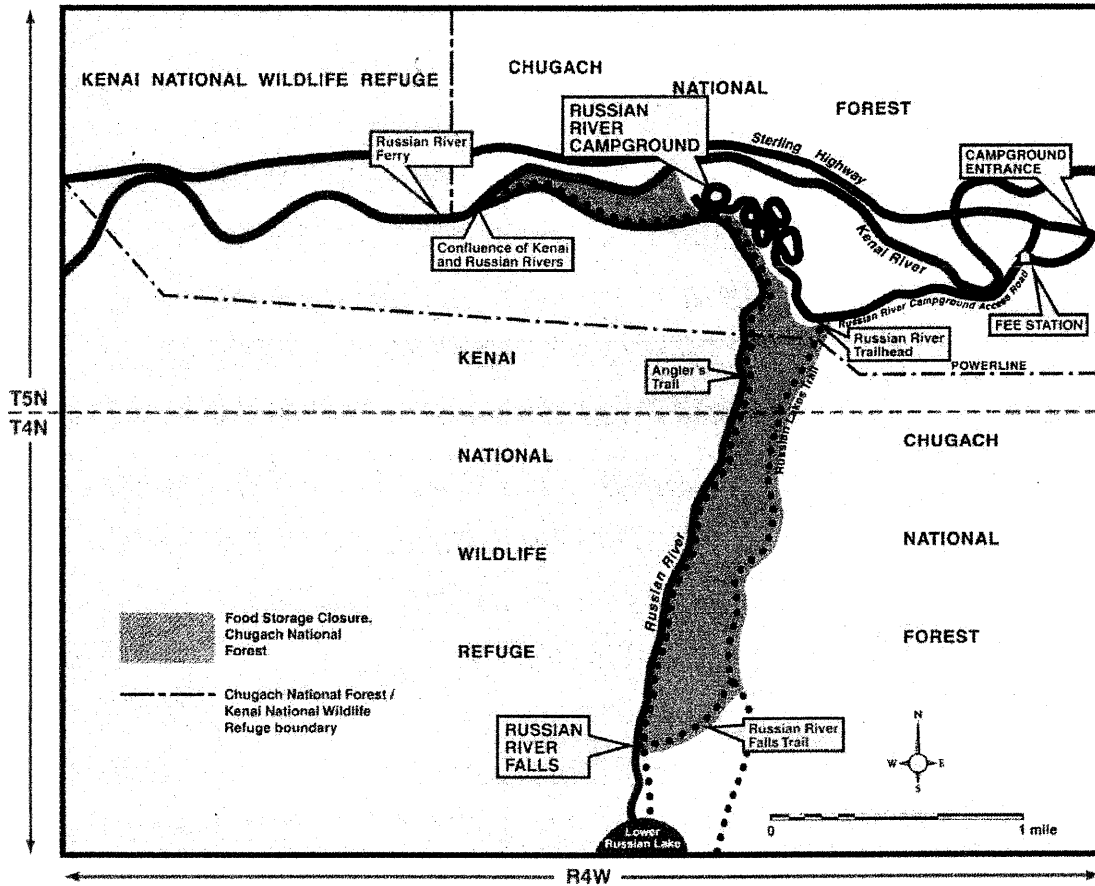 KENAI NATIONAL WILDLIFE REFUGE
CHUGACH
NATIONAL
FOREST
RUSSIAN
RIVER
CAMPGROUND
Sterling Highway
CAMPGROUND
ENTRANCE
Russian River
Ferry
Confluence of Kenai
and Russian Rivers
Kenai River
Russian River Campground Access Road
FEE STATION
Russian River
Trailhead
POWERLINE
KENAI
Angler's
Trail
Russian Lakes Trail
T5N
T4N
NATIONAL
CHUGACH
WILDLIFE
NATIONAL
Russian River
Food Storage Closure.
Chugach National
Forest
REFUGE
FOREST
Chugach National Forest /
Kenai National Wildlife
Refuge boundary
RUSSIAN
RIVER
FALLS
Russian River
Falls Trail
N
W E
S
0 1 mile
Lower
Russian Lake
R4W